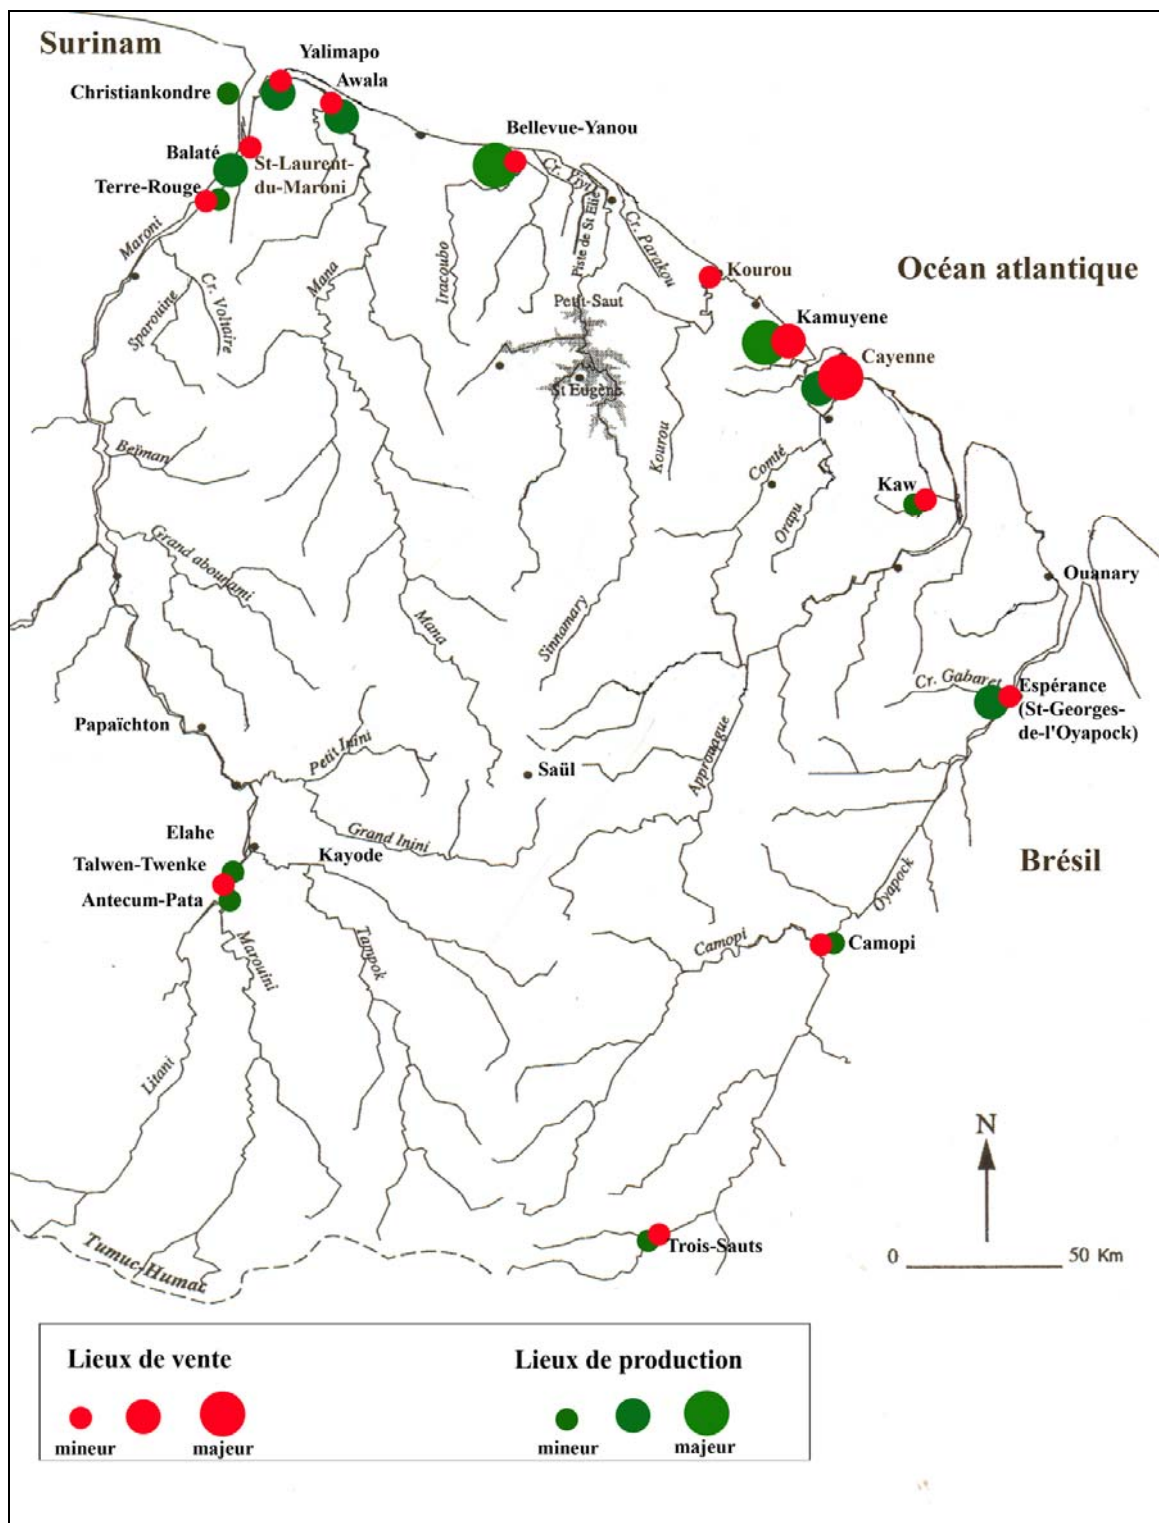 Surinam
Yalimapo
Awala
Christiankondre
Bellevue-Yanou
Balaté
St-Laurent-
du-Maroni
Terre-Rouge
Maroni
Sparouine
Cr. Voltaire
Mana
Iracoubo
Cr. Yiyi
Piste de St Elie
Cr. Parakou
Petit-Saut
St Eugène
Kourou
Océan atlantique
Kamuyene
Cayenne
Kourou
Comté
Orapu
Kaw
Beïman
Grand abounami
Mana
Sinnamary
Ouanary
Cr. Gabaret
Espérance
(St-Georges-
de-l'Oyapock)
Papaïchton
Petit Inini
Saül
Approuague
Elahe
Grand Inini
Kayode
Talwen-Twenke
Antecum-Pata
Brésil
Oyapock
Marouini
Tampok
Camopi
Camopi
Litani
Tumuc-Humac
Trois-Sauts
N
0 50 Km
Lieux de vente
mineur majeur
Lieux de production
mineur majeur